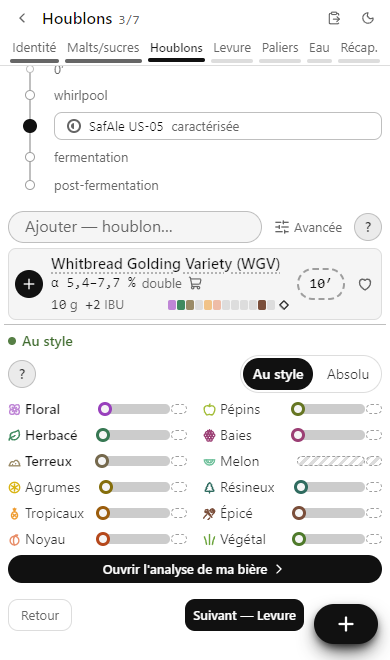 Houblons 3/7
Identité Malts/sucres Houblons Levure Paliers Eau Récap.
0'
whirlpool
SafAle US-05 caractérisée
fermentation
post-fermentation
Ajouter — houblon...
Avancée
?
Whitbread Golding Variety (WGV)
α 5,4–7,7 % double
10′
10 g +2 IBU
Au style
?
Au style Absolu
Floral Pépins
Herbacé Baies
Terreux Melon
Agrumes Résineux
Tropicaux Épicé
Noyau Végétal
Ouvrir l'analyse de ma bière
Retour
Suivant — Levure